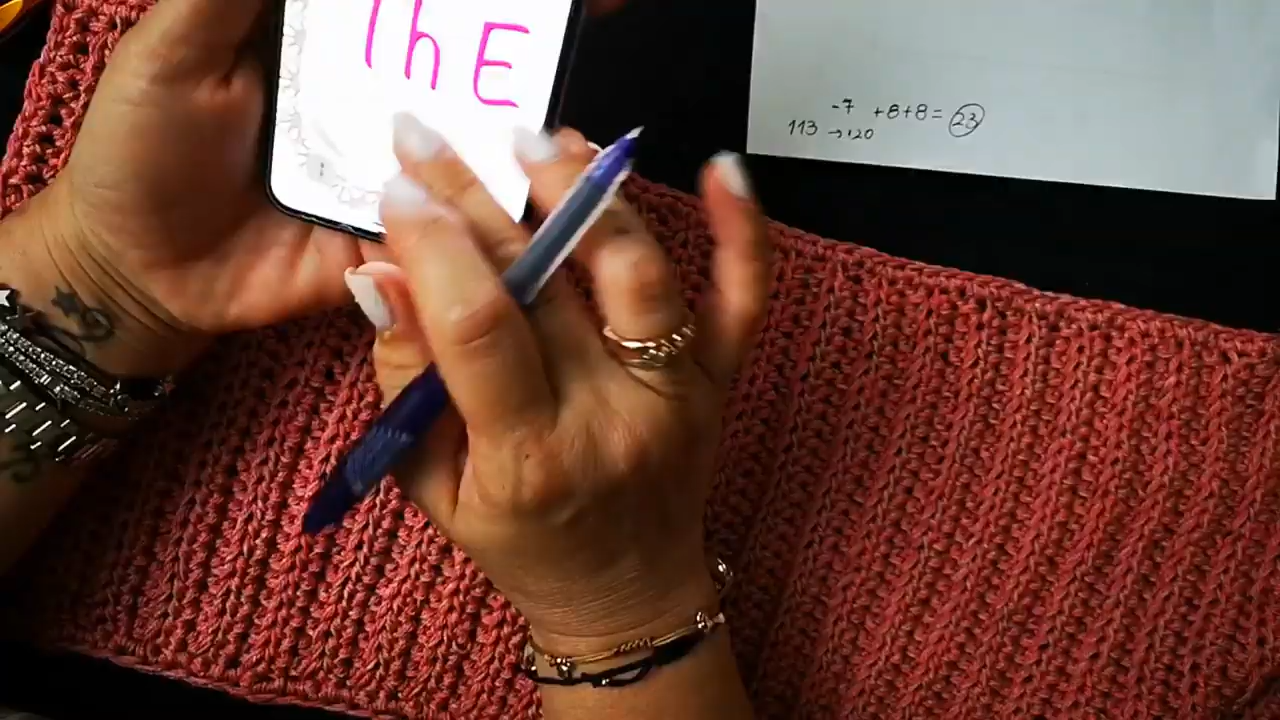 ThE
-7 +8+8= 23
113 → 120